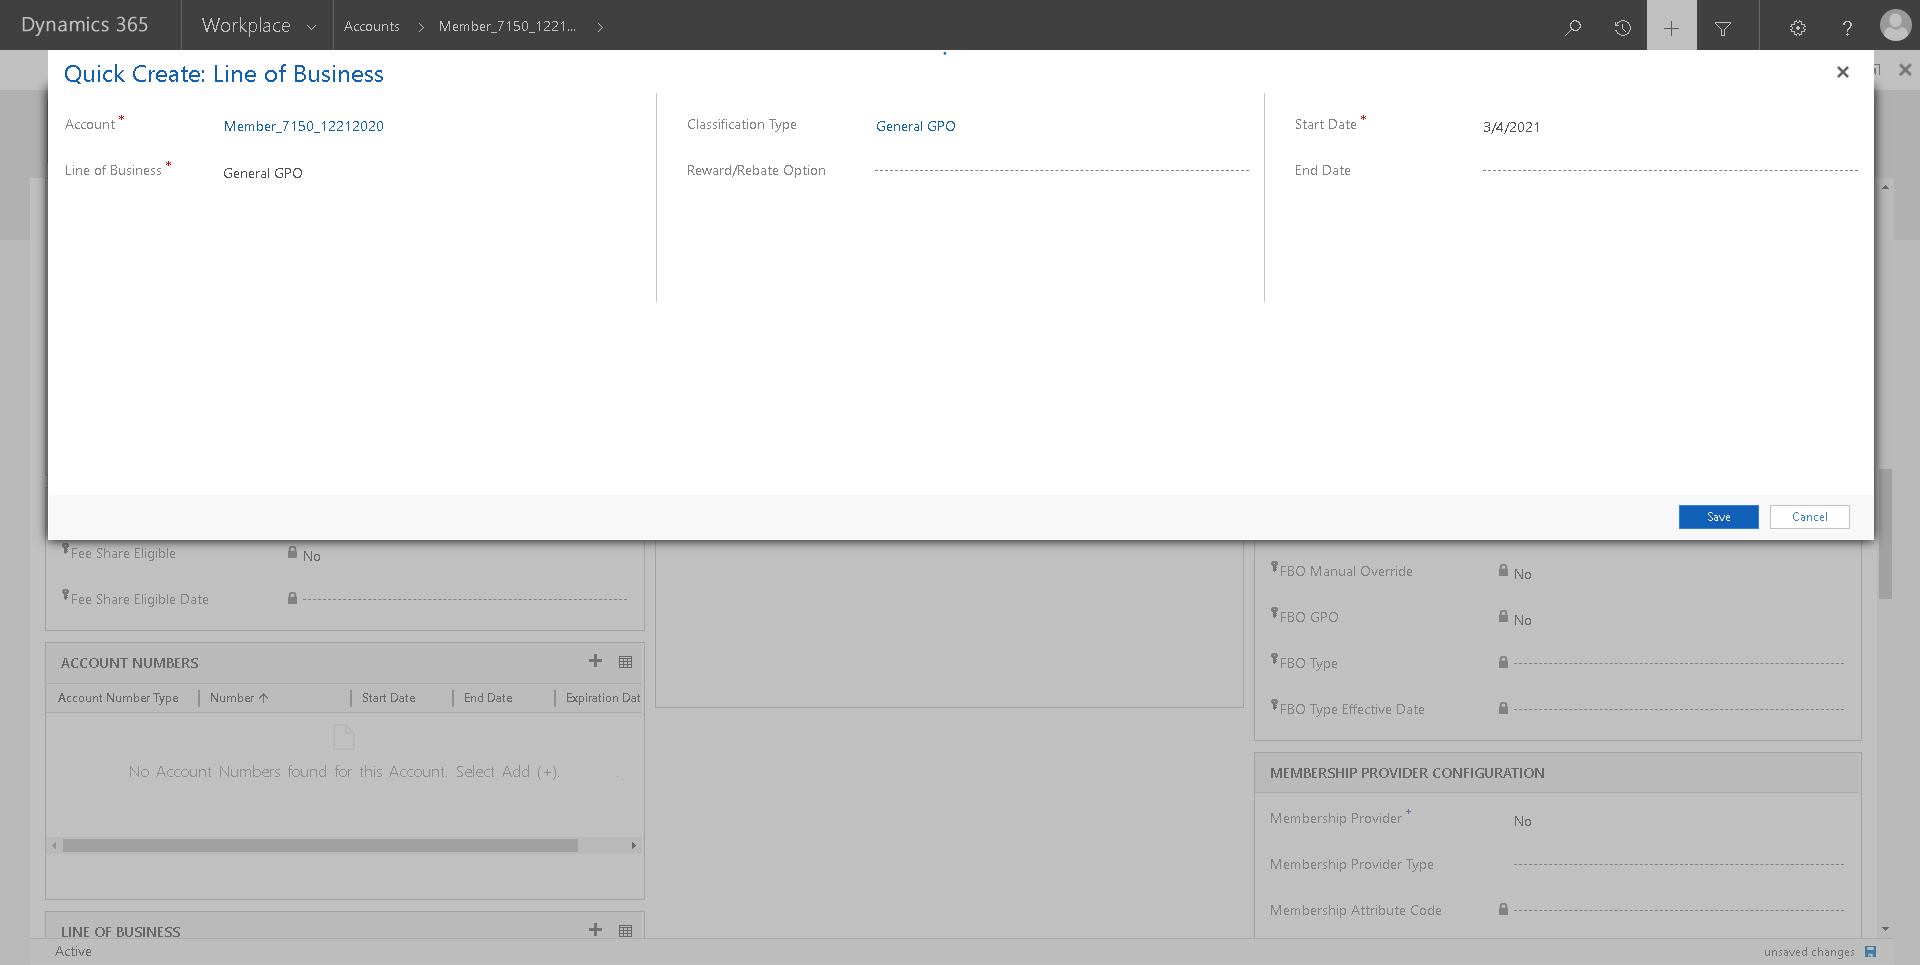 Dynamics 365
Workplace
Accounts
Member_7150_1221...
Quick Create: Line of Business
Account *
Member_7150_12212020
Classification Type
General GPO
Start Date *
3/4/2021
Line of Business *
General GPO
Reward/Rebate Option
End Date
Save
Cancel
Fee Share Eligible
No
Fee Share Eligible Date
FBO Manual Override
No
FBO GPO
No
FBO Type
FBO Type Effective Date
ACCOUNT NUMBERS
Account Number Type
Number
Start Date
End Date
Expiration Dat
No Account Numbers found for this Account. Select Add (+).
MEMBERSHIP PROVIDER CONFIGURATION
Membership Provider +
No
Membership Provider Type
Membership Attribute Code
LINE OF BUSINESS
Active
unsaved changes